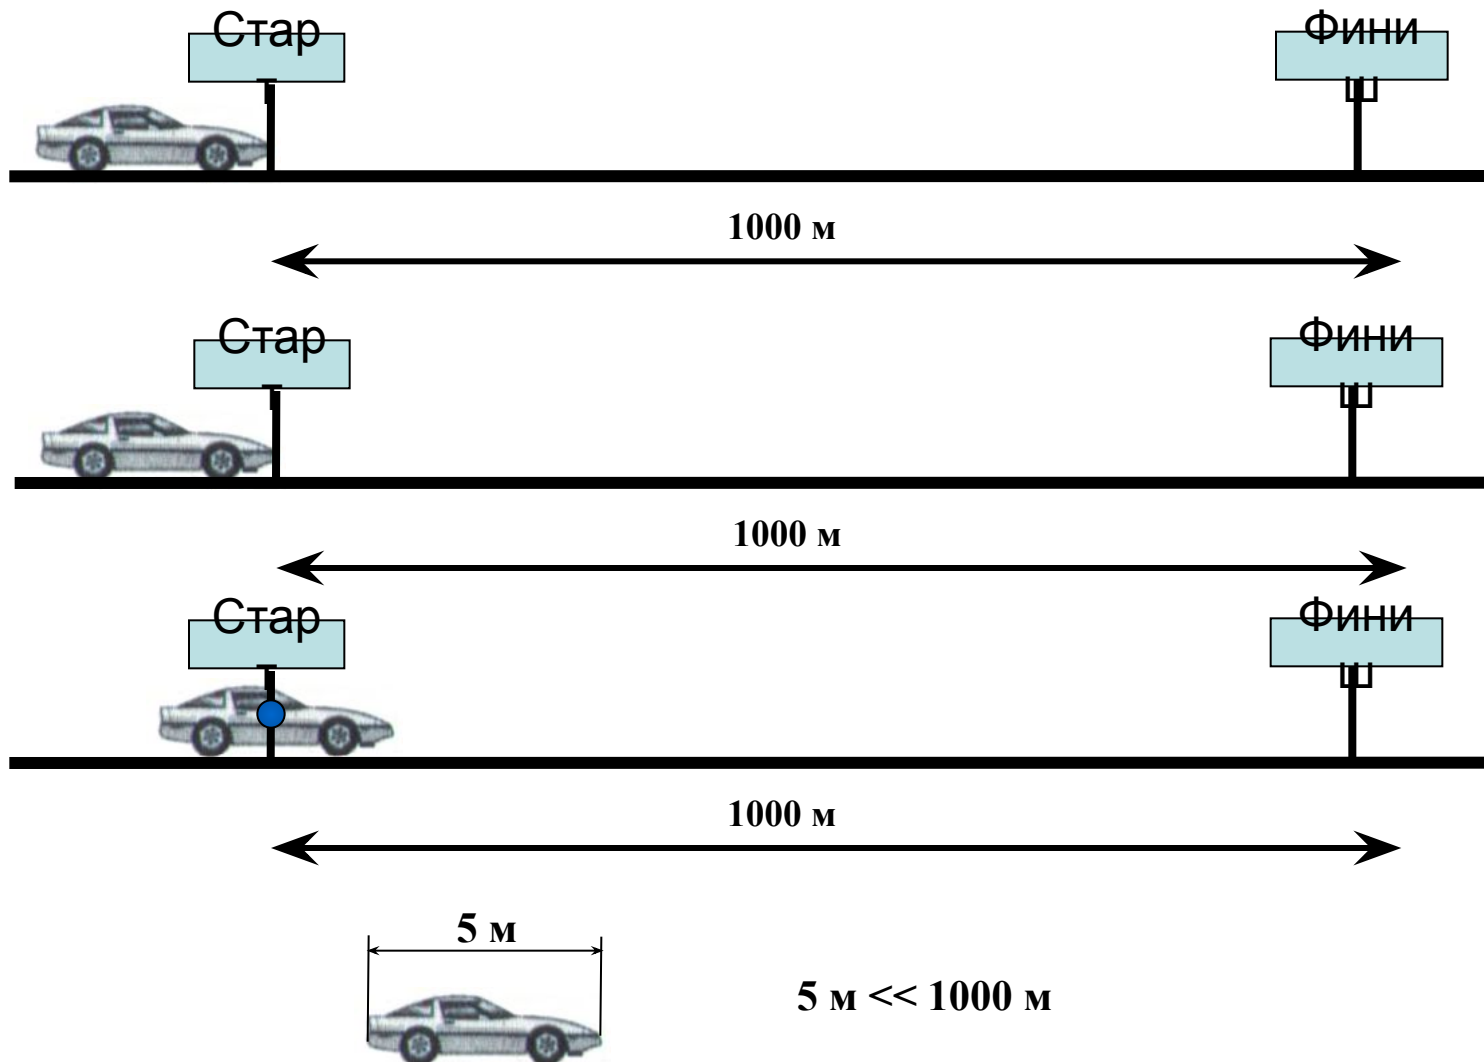 Стар
т
Фини
ш
1000 м
Стар
т
Фини
ш
1000 м
Стар
т
Фини
ш
1000 м
5 м
5 м << 1000 м